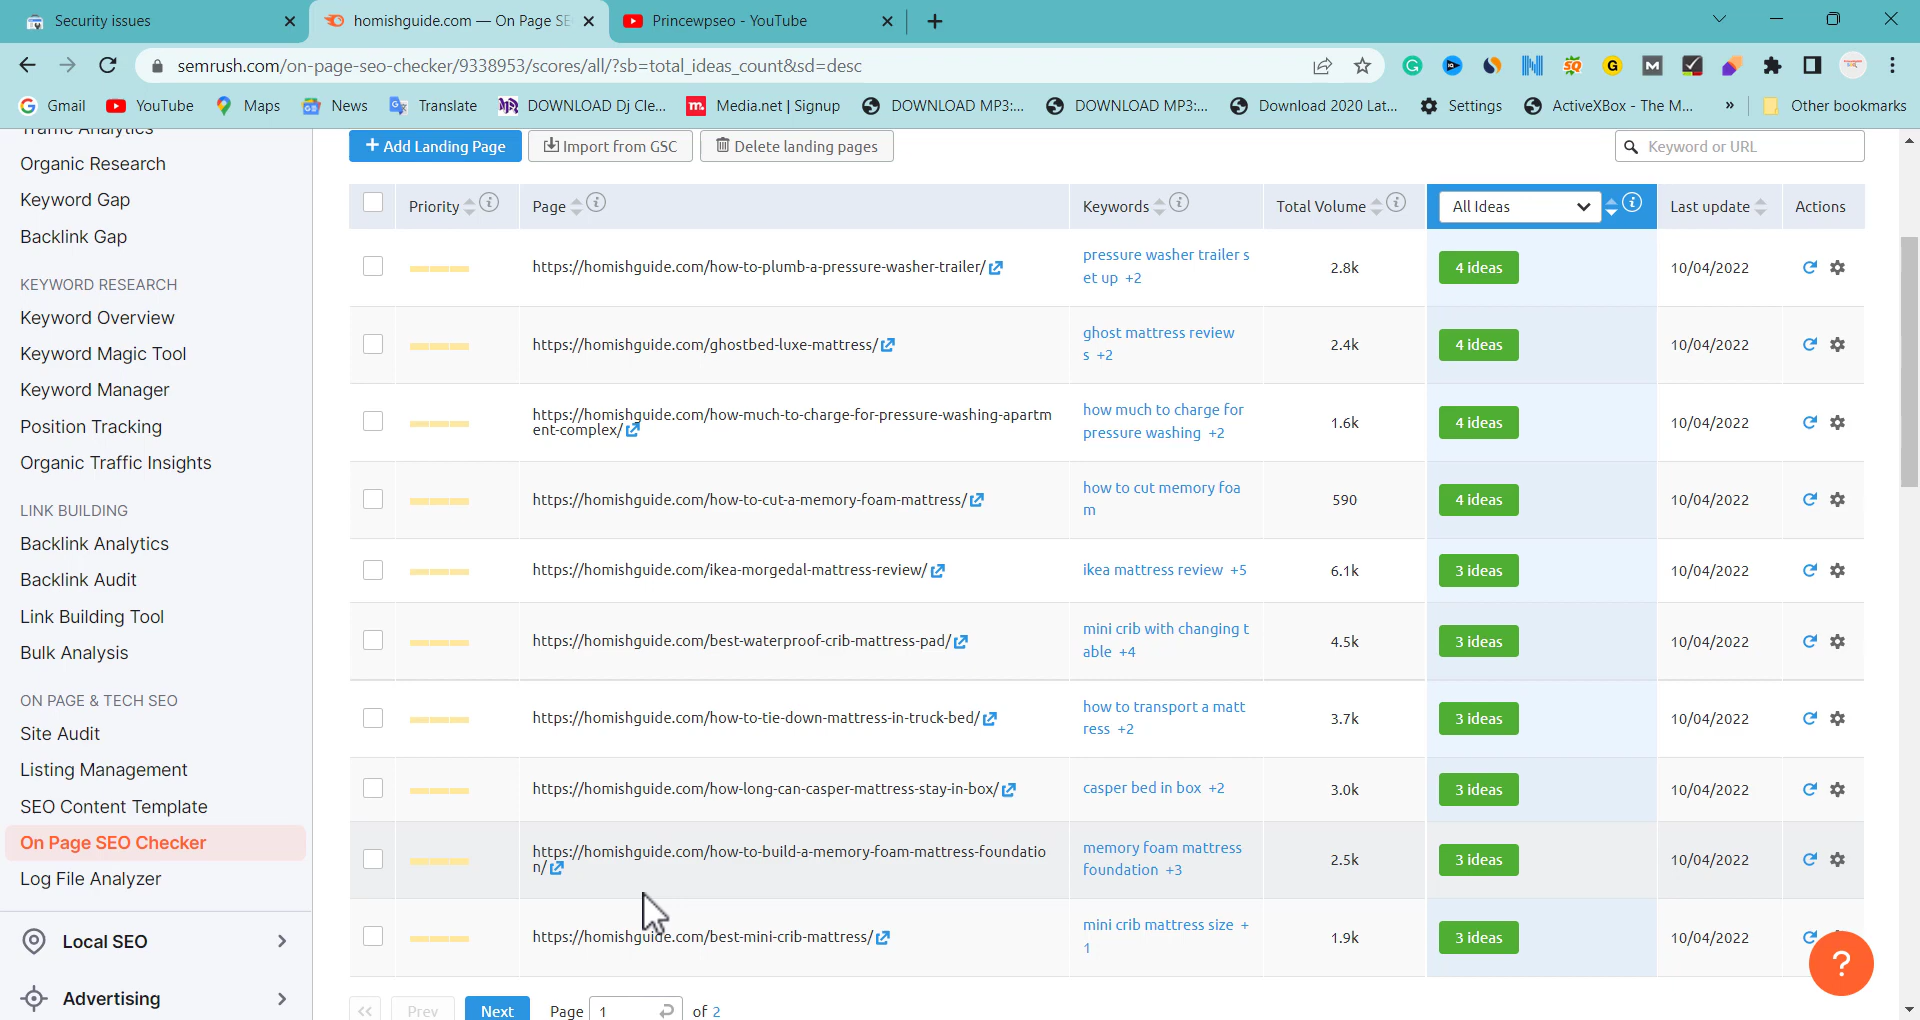 Security issues
homishguide.com — On Page SE
Princewpseo - YouTube
semrush.com/on-page-seo-checker/9338953/scores/all/?sb=total_ideas_count&sd=desc
Gmail
YouTube
Maps
News
Translate
DOWNLOAD Dj Cle...
Media.net | Signup
DOWNLOAD MP3:...
DOWNLOAD MP3:...
Download 2020 Lat...
Settings
ActiveXBox - The M...
»
Other bookmarks
Traffic Analytics
Organic Research
Keyword Gap
Backlink Gap
KEYWORD RESEARCH
Keyword Overview
Keyword Magic Tool
Keyword Manager
Position Tracking
Organic Traffic Insights
LINK BUILDING
Backlink Analytics
Backlink Audit
Link Building Tool
Bulk Analysis
ON PAGE & TECH SEO
Site Audit
Listing Management
SEO Content Template
On Page SEO Checker
Log File Analyzer
Local SEO
Advertising
+ Add Landing Page
Import from GSC
Delete landing pages
Keyword or URL
Priority
Page
Keywords
Total Volume
All Ideas
Last update
Actions
https://homishguide.com/how-to-plumb-a-pressure-washer-trailer/
pressure washer trailer s
et up +2
2.8k
4 ideas
10/04/2022
https://homishguide.com/ghostbed-luxe-mattress/
ghost mattress review
s +2
2.4k
4 ideas
10/04/2022
https://homishguide.com/how-much-to-charge-for-pressure-washing-apartm
ent-complex/
how much to charge for
pressure washing +2
1.6k
4 ideas
10/04/2022
https://homishguide.com/how-to-cut-a-memory-foam-mattress/
how to cut memory foa
m
590
4 ideas
10/04/2022
https://homishguide.com/ikea-morgedal-mattress-review/
ikea mattress review +5
6.1k
3 ideas
10/04/2022
https://homishguide.com/best-waterproof-crib-mattress-pad/
mini crib with changing t
able +4
4.5k
3 ideas
10/04/2022
https://homishguide.com/how-to-tie-down-mattress-in-truck-bed/
how to transport a matt
ress +2
3.7k
3 ideas
10/04/2022
https://homishguide.com/how-long-can-casper-mattress-stay-in-box/
casper bed in box +2
3.0k
3 ideas
10/04/2022
https://homishguide.com/how-to-build-a-memory-foam-mattress-foundatio
n/
memory foam mattress
foundation +3
2.5k
3 ideas
10/04/2022
https://homishguide.com/best-mini-crib-mattress/
mini crib mattress size +
1
1.9k
3 ideas
10/04/2022
?
Prev
Next
Page 1 of 2